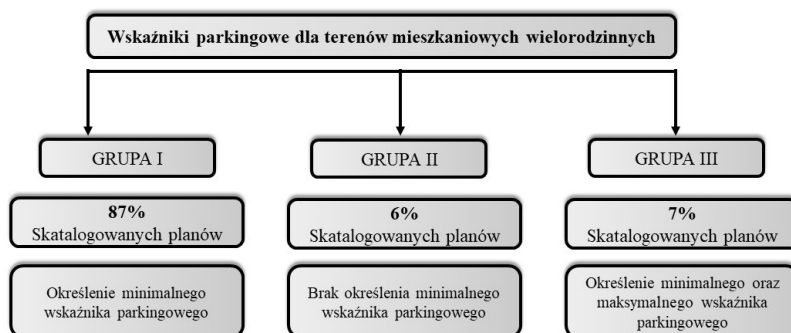 Wskaźniki parkingowe dla terenów mieszkaniowych wielorodzinnych
GRUPA I
GRUPA II
GRUPA III
87%
Skatalogowanych planów
6%
Skatalogowanych planów
7%
Skatalogowanych planów
Określenie minimalnego
wskaźnika parkingowego
Brak określenia minimalnego
wskaźnika parkingowego
Określenie minimalnego oraz
maksymalnego wskaźnika
parkingowego